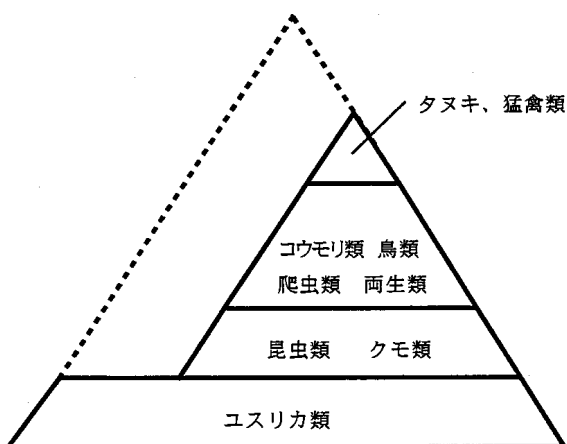 タヌキ、猛禽類
コウモリ類 鳥類
爬虫類 両生類
昆虫類 クモ類
ユスリカ類